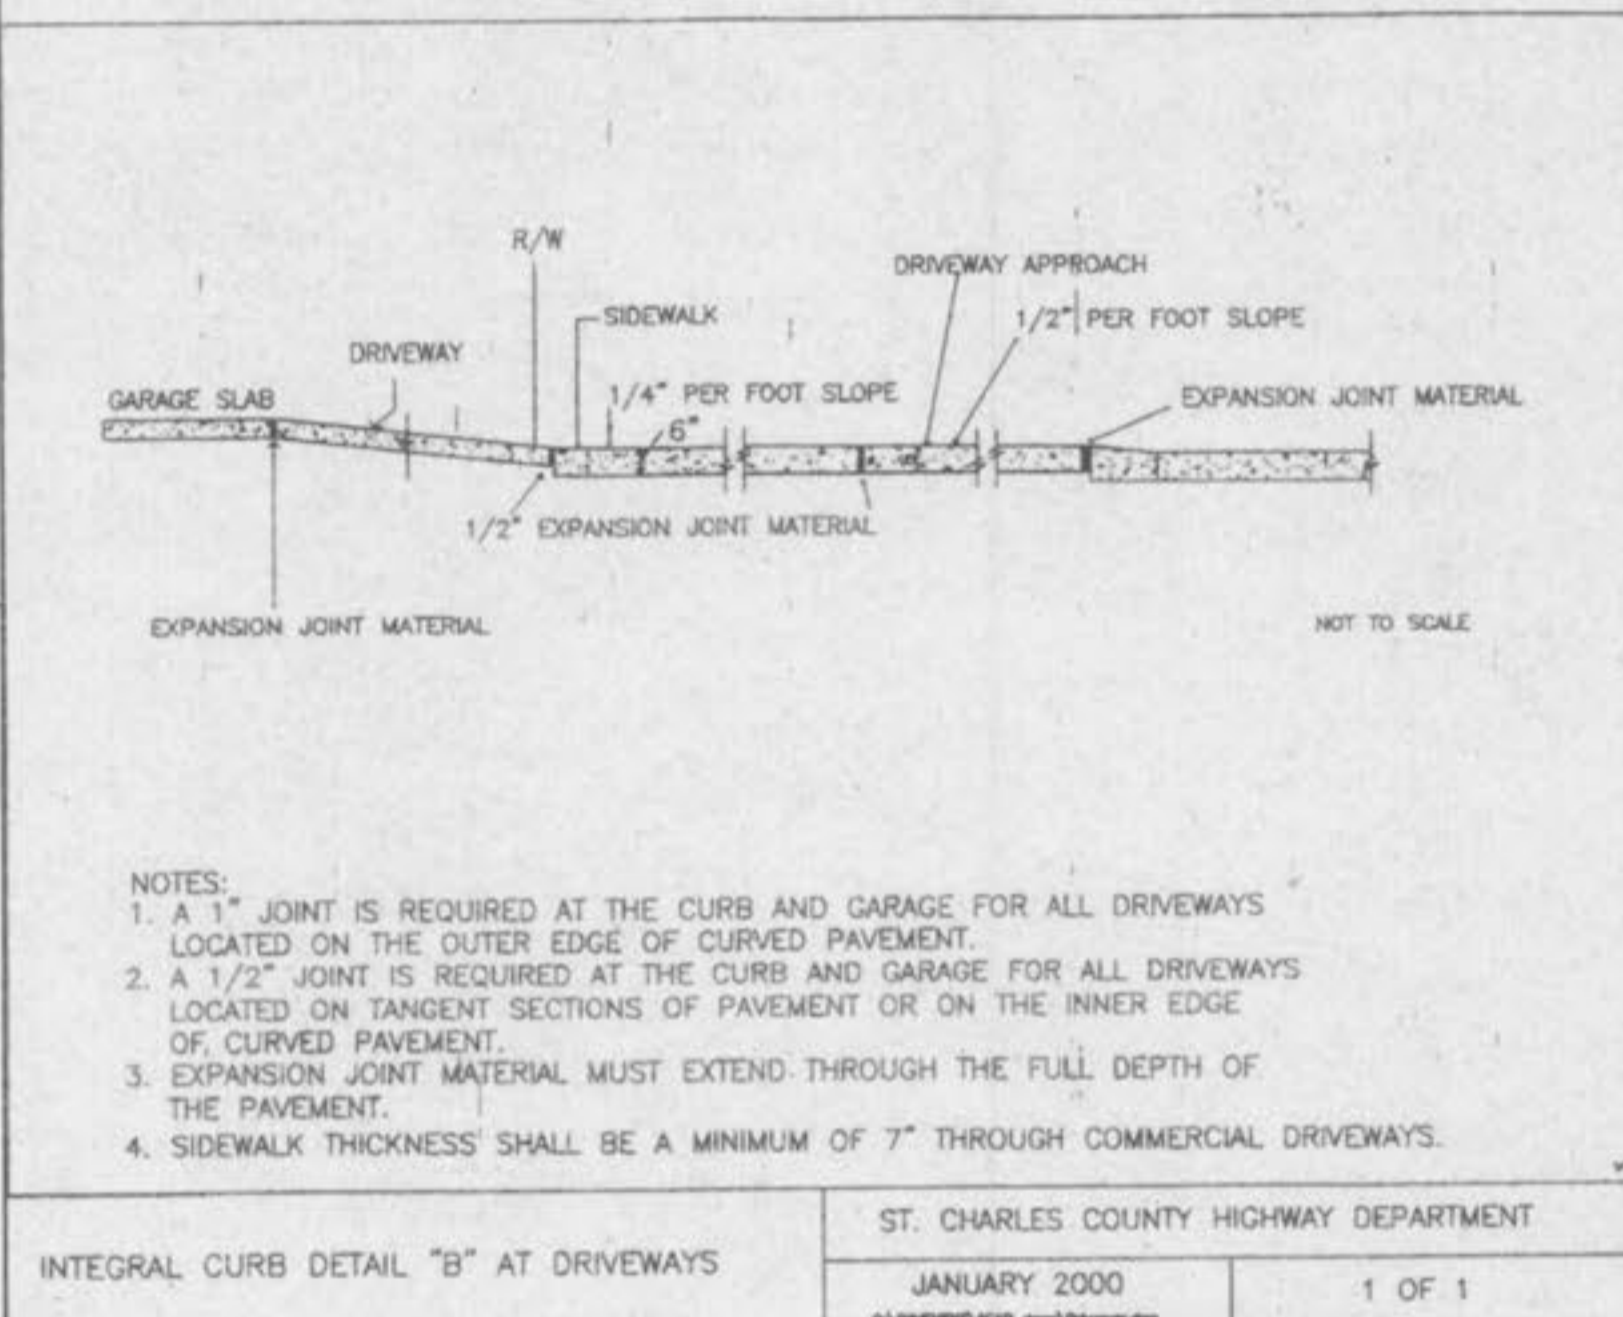 R/W
DRIVEWAY APPROACH
SIDEWALK
1/2" PER FOOT SLOPE
DRIVEWAY
GARAGE SLAB
1/4" PER FOOT SLOPE
EXPANSION JOINT MATERIAL
6"
1/2" EXPANSION JOINT MATERIAL
EXPANSION JOINT MATERIAL
NOT TO SCALE
NOTES:
1. A 1" JOINT IS REQUIRED AT THE CURB AND GARAGE FOR ALL DRIVEWAYS
LOCATED ON THE OUTER EDGE OF CURVED PAVEMENT.
2. A 1/2" JOINT IS REQUIRED AT THE CURB AND GARAGE FOR ALL DRIVEWAYS
LOCATED ON TANGENT SECTIONS OF PAVEMENT OR ON THE INNER EDGE
OF CURVED PAVEMENT.
3. EXPANSION JOINT MATERIAL MUST EXTEND THROUGH THE FULL DEPTH OF
THE PAVEMENT.
4. SIDEWALK THICKNESS SHALL BE A MINIMUM OF 7" THROUGH COMMERCIAL DRIVEWAYS.
INTEGRAL CURB DETAIL "B" AT DRIVEWAYS
ST. CHARLES COUNTY HIGHWAY DEPARTMENT
JANUARY 2000
1 OF 1